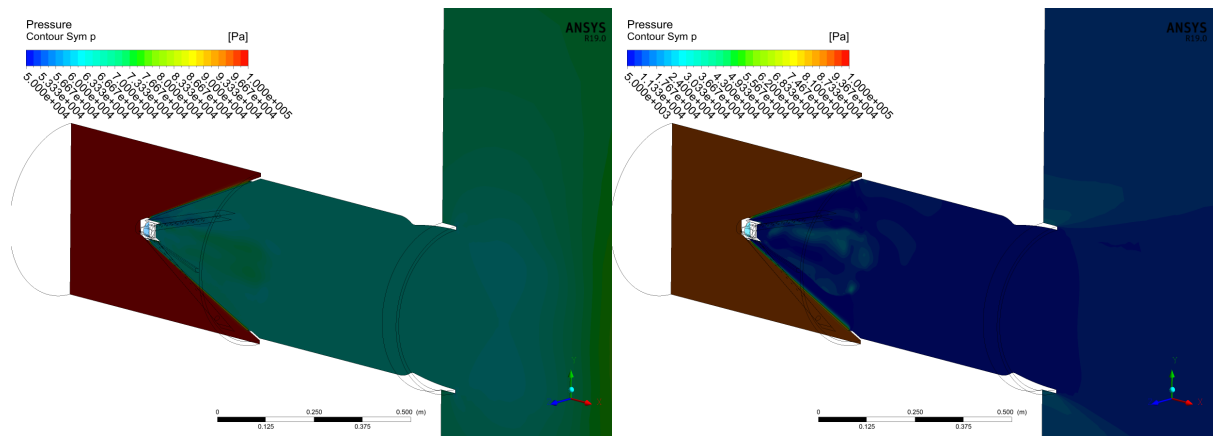 Pressure
Contour Sym p [Pa]
5.000e+004
5.333e+004
5.667e+004
6.000e+004
6.333e+004
6.667e+004
7.000e+004
7.333e+004
7.667e+004
8.000e+004
8.333e+004
8.667e+004
9.000e+004
9.333e+004
9.667e+004
1.000e+005
ANSYS
R19.0
0 0.250 0.500 (m)
0.125 0.375
Pressure
Contour Sym p [Pa]
5.000e+003
1.133e+004
1.767e+004
2.400e+004
3.033e+004
3.667e+004
4.300e+004
4.933e+004
5.567e+004
6.200e+004
6.833e+004
7.467e+004
8.100e+004
8.733e+004
9.367e+004
1.000e+005
ANSYS
R19.0
Y
X
0 0.250 0.500 (m)
0.125 0.375